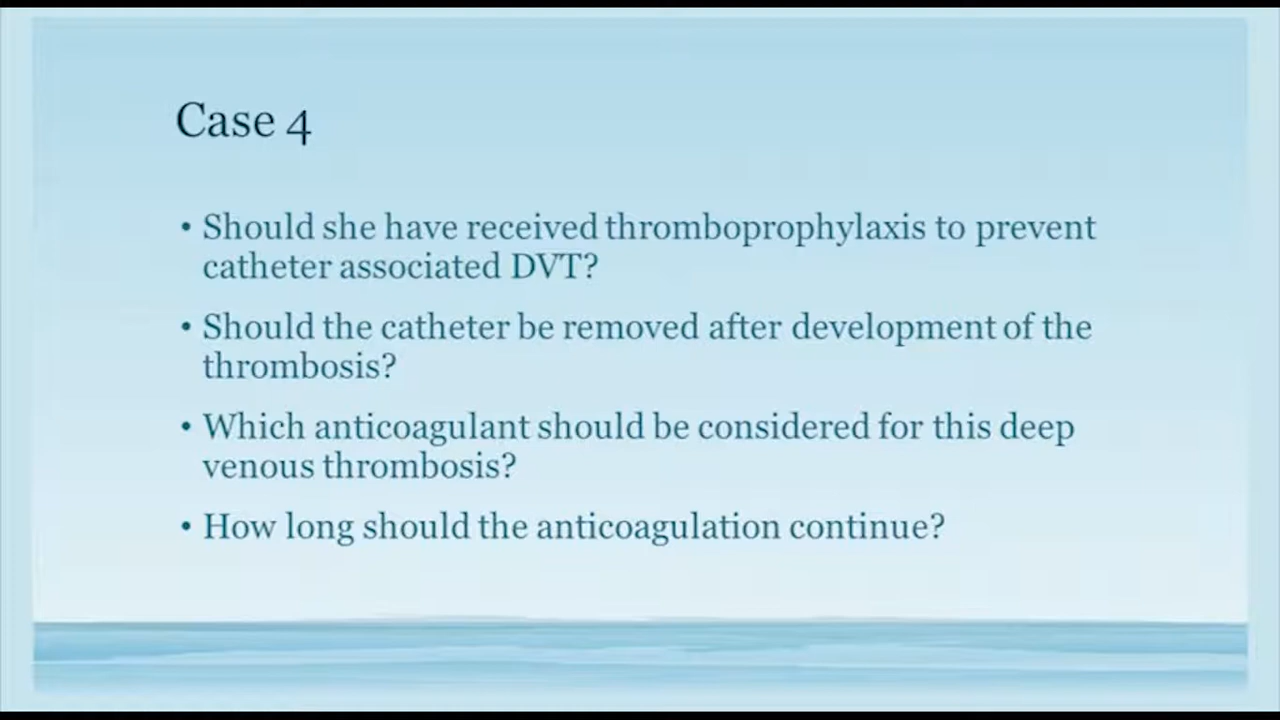 Case 4
• Should she have received thromboprophylaxis to prevent
catheter associated DVT?
• Should the catheter be removed after development of the
thrombosis?
• Which anticoagulant should be considered for this deep
venous thrombosis?
• How long should the anticoagulation continue?